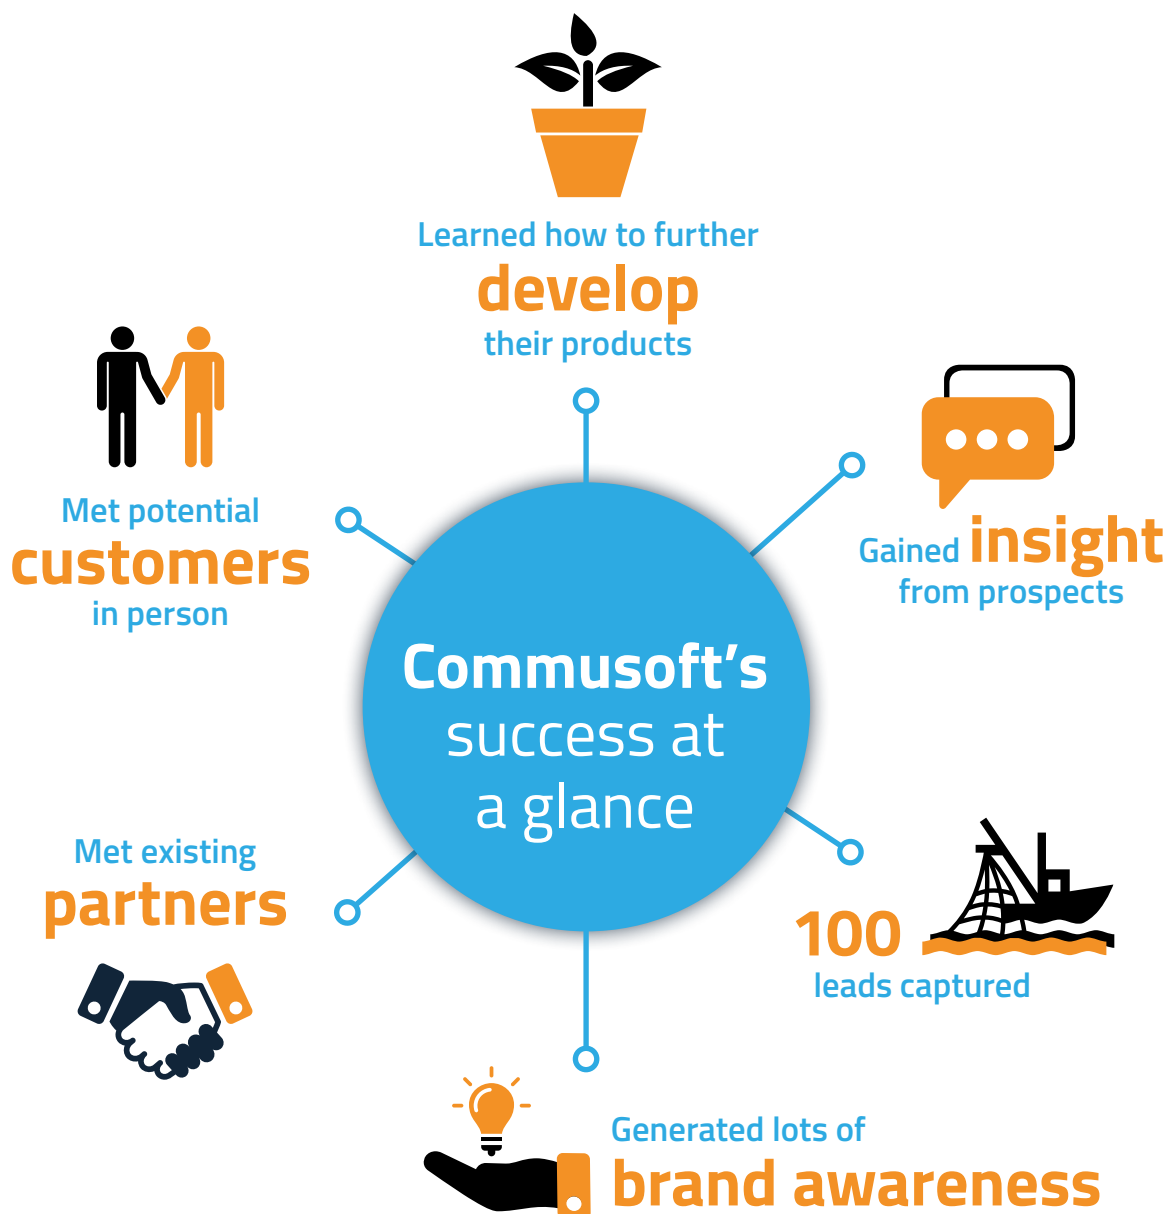 Learned how to further
develop
their products
Met potential
customers
in person
Gained insight
from prospects
Commusoft’s
success at
a glance
Met existing
partners
100
leads captured
Generated lots of
brand awareness